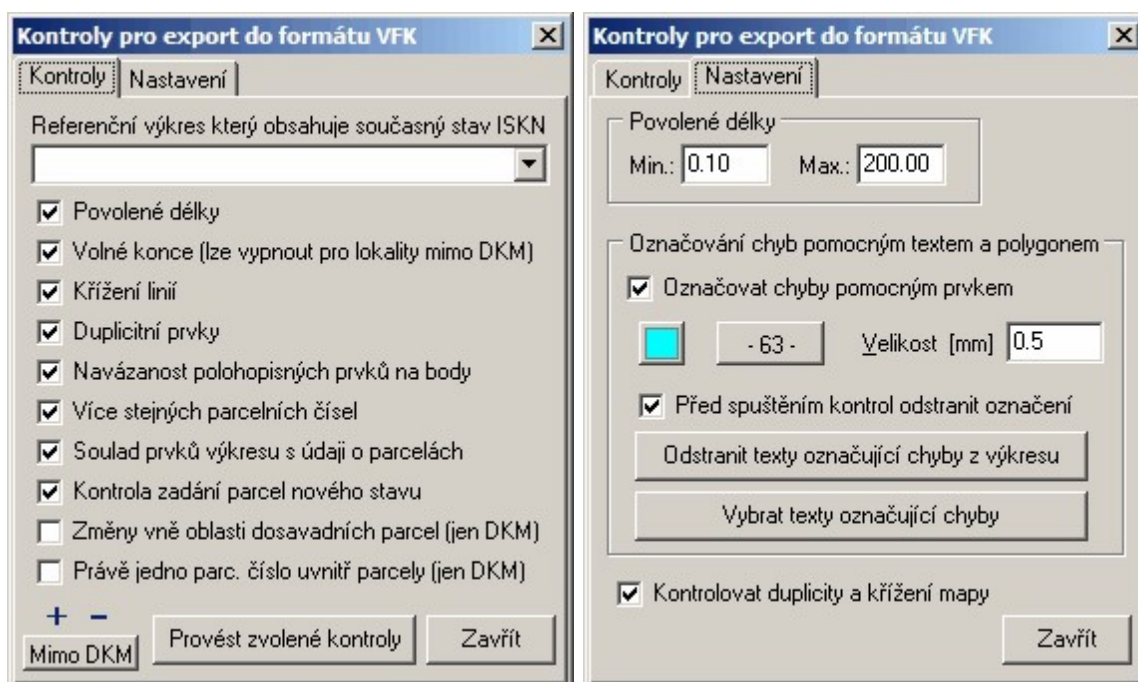 Kontroly pro export do formátu VFK
Kontroly Nastavení
Referenční výkres který obsahuje současný stav ISKN
Povolené délky
Volné konce (lze vypnout pro lokality mimo DKM)
Křížení linií
Duplicitní prvky
Navázanost polohopisných prvků na body
Více stejných parcelních čísel
Soulad prvků výkresu s údaji o parcelách
Kontrola zadání parcel nového stavu
Změny vně oblasti dosavadních parcel (jen DKM)
Právě jedno parc. číslo uvnitř parcely (jen DKM)
+ -
Mimo DKM Provést zvolené kontroly Zavřít
Kontroly pro export do formátu VFK
Kontroly Nastavení
Povolené délky
Min.: 0.10 Max.: 200.00
Označování chyb pomocným textem a polygonem
Označovat chyby pomocným prvkem
- 63 - Velikost [mm] 0.5
Před spuštěním kontrol odstranit označení
Odstranit texty označující chyby z výkresu
Vybrat texty označující chyby
Kontrolovat duplicity a křížení mapy
Zavřít